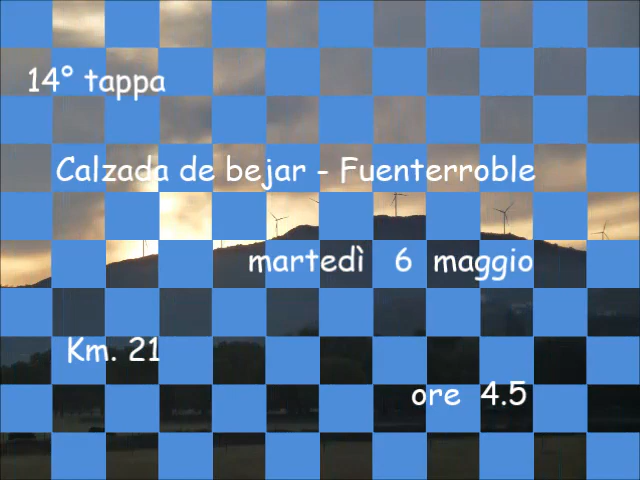 14° tappa
Calzada de bejar - Fuenterroble
martedì 6 maggio
Km. 21
ore 4.5